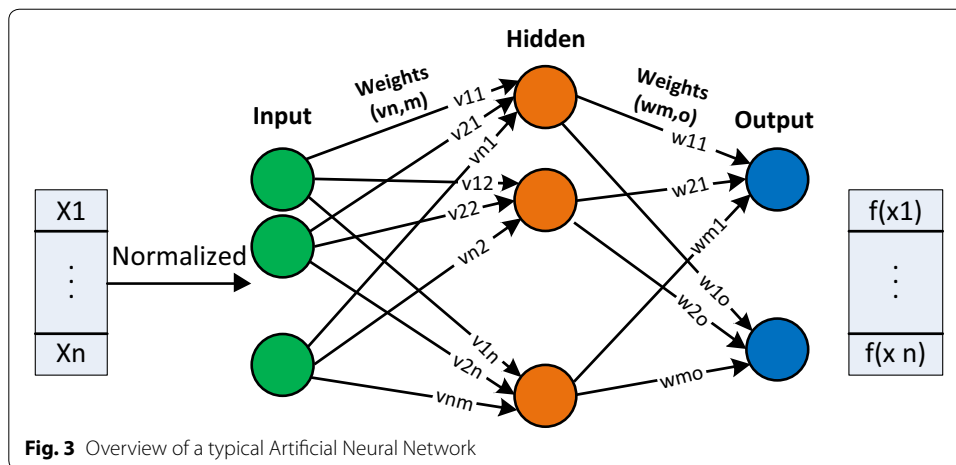 Hidden
Weights
(vn,m)
Weights
(wm,o)
Input
Output
v11
v21
vn1
v12
v22
vn2
v1n
v2n
vnm
w11
w21
wm1
w1o
w2o
wmo
X1
⋮
Xn
Normalized
f(x1)
⋮
f(x n)
Fig. 3 Overview of a typical Artificial Neural Network